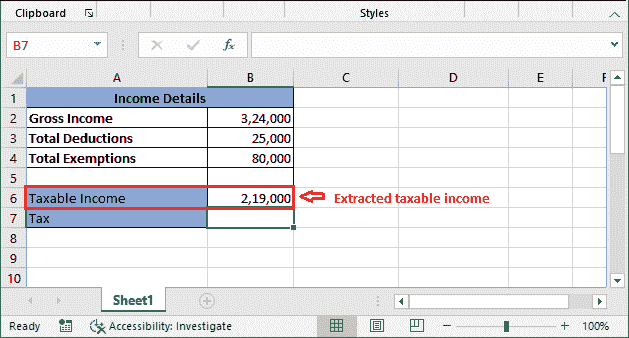 Clipboard Styles
B7 fx
A B C D E F
1 Income Details
2 Gross Income 3,24,000
3 Total Deductions 25,000
4 Total Exemptions 80,000
5
6 Taxable Income 2,19,000 Extracted taxable income
7 Tax
8
9
10
Sheet1
Ready Accessibility: Investigate 100%